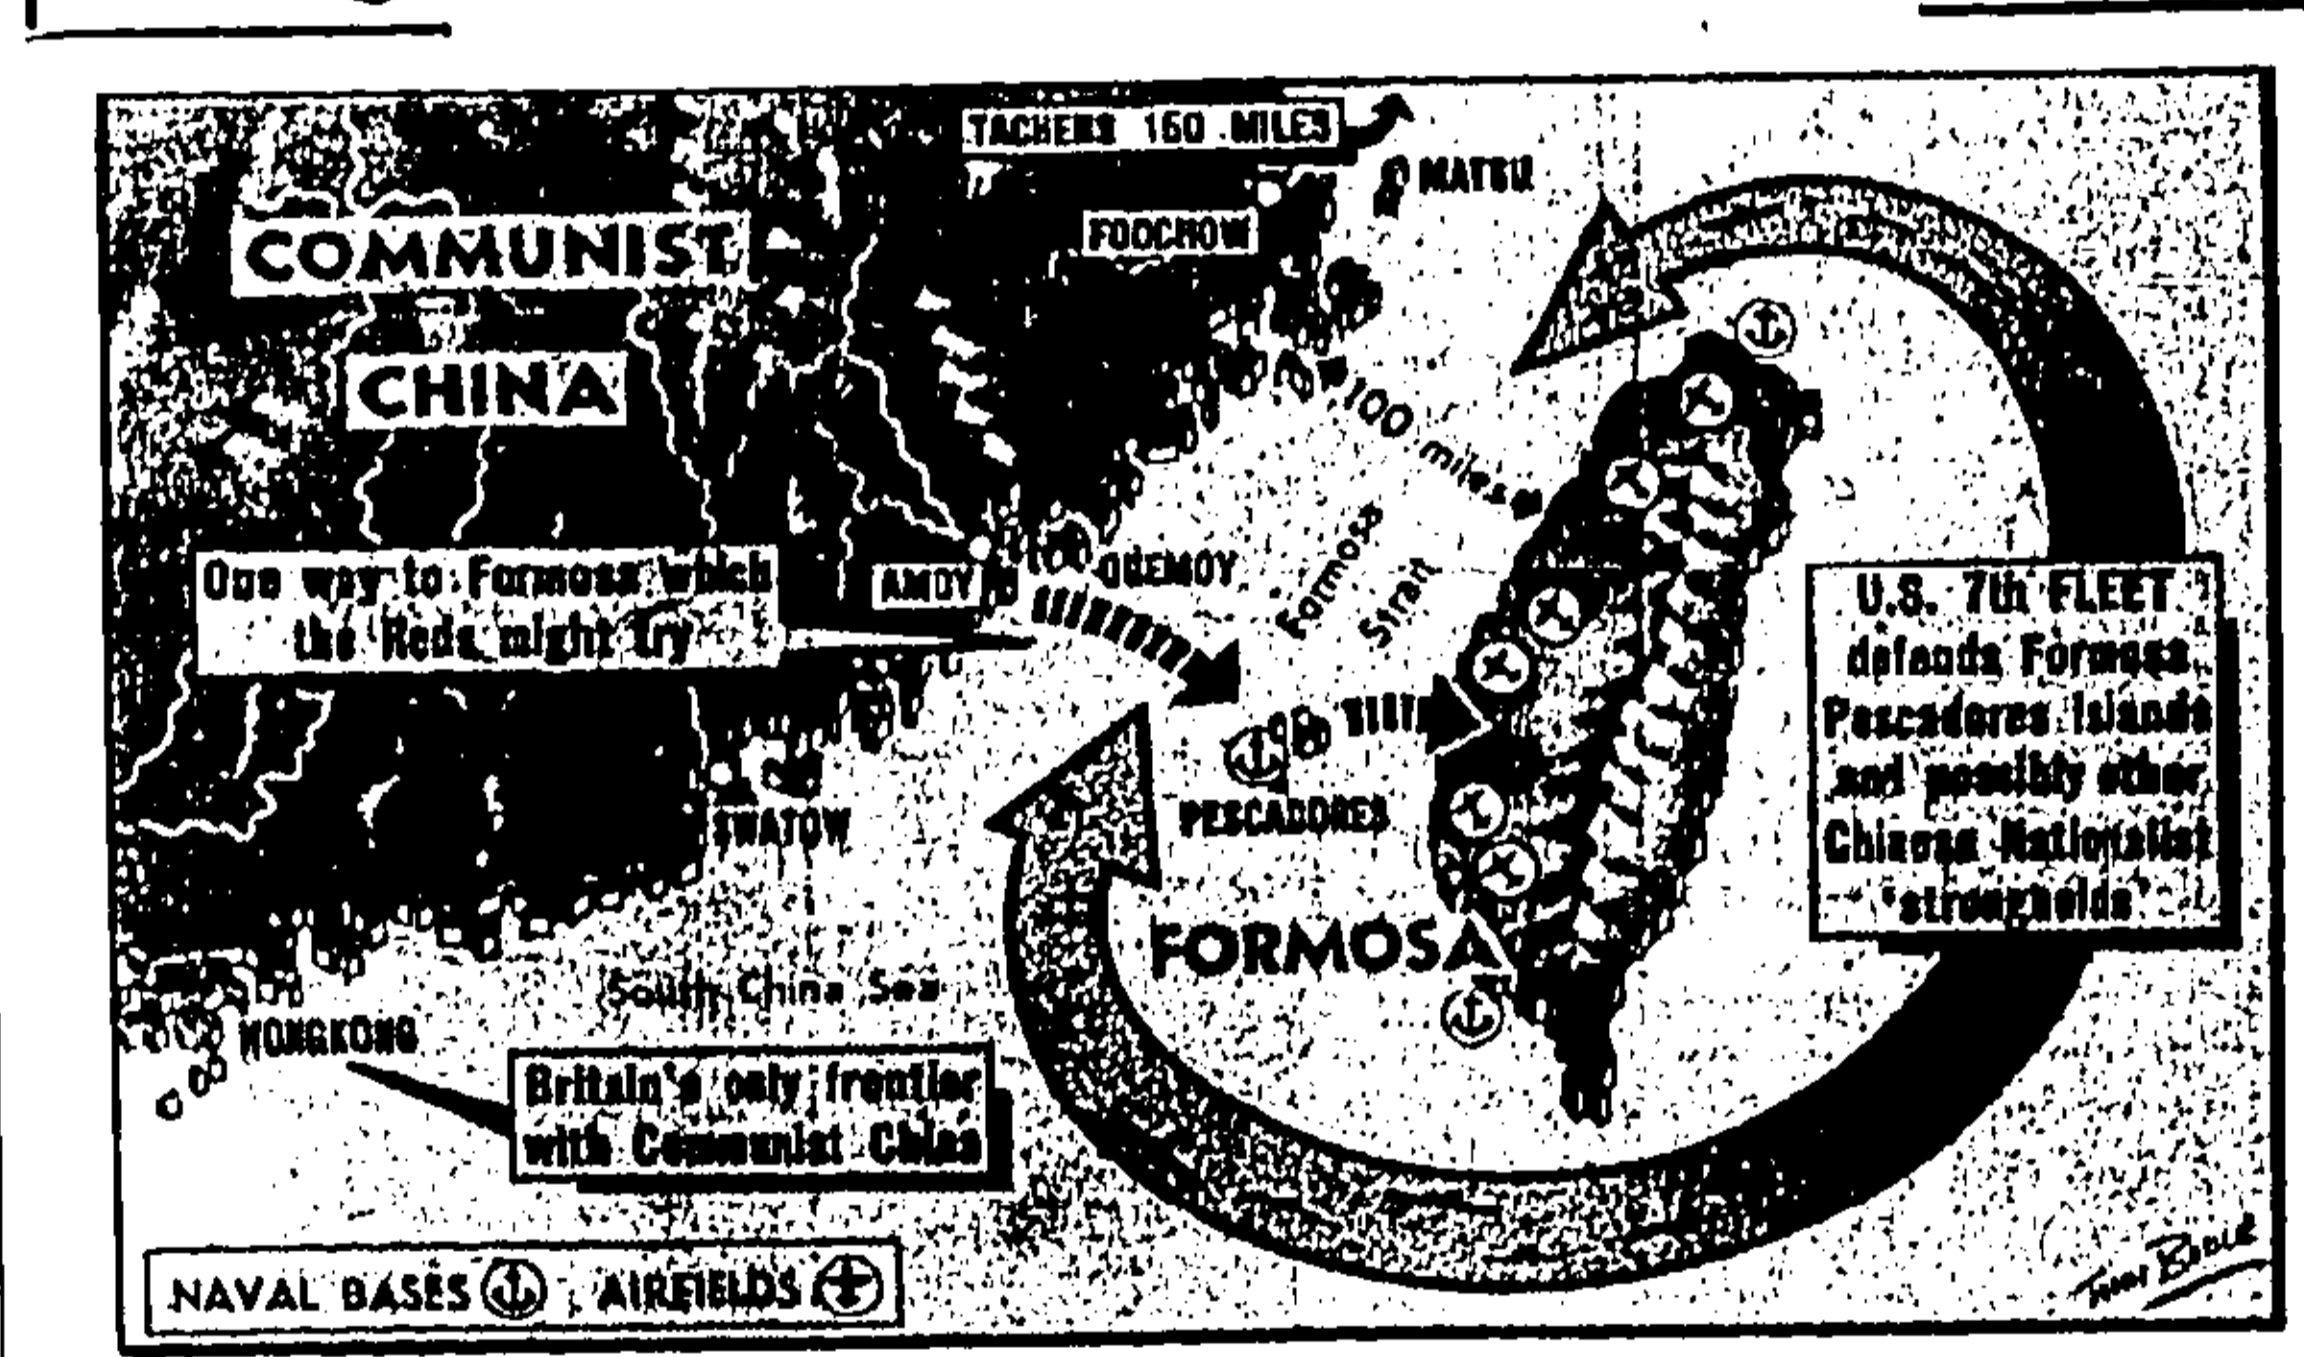 TACHENS 160 MILES
MATSU
FOOCHOW
COMMUNIST
CHINA
100 miles
Formosa
Strait
One way to Formosa which
the Reds might try
AMOY
QUEMOY
U.S. 7th FLEET
defends Formosa,
Pescadores Islands
and possibly other
Chinese Nationalist
'strongholds'
PESCADORES
SWATOW
FORMOSA
South China Sea
HONGKONG
Britain's only frontier
with Communist China
NAVAL BASES
AIRFIELDS